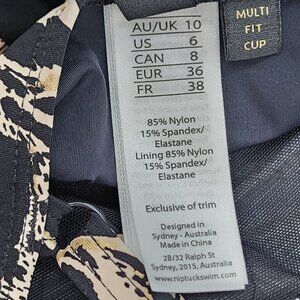 MULTI
FIT
CUP
AU/UK 10
US 6
CAN 8
EUR 36
FR 38
85% Nylon
15% Spandex/
Elastane
Lining 85% Nylon
15% Spandex/
Elastane
Exclusive of trim
Designed in
Sydney - Australia
Made in China
2B/32 Ralph St
Sydney, 2015, Australia
www.niptuckswim.com